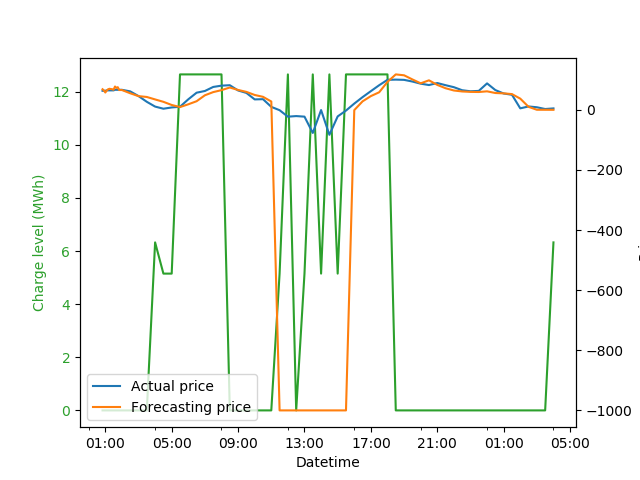 12
10
8
6
4
2
0
Charge level (MWh)
0
−200
−400
−600
−800
−1000
Actual price
Forecasting price
01:00 05:00 09:00 13:00 17:00 21:00 01:00 05:00
Datetime